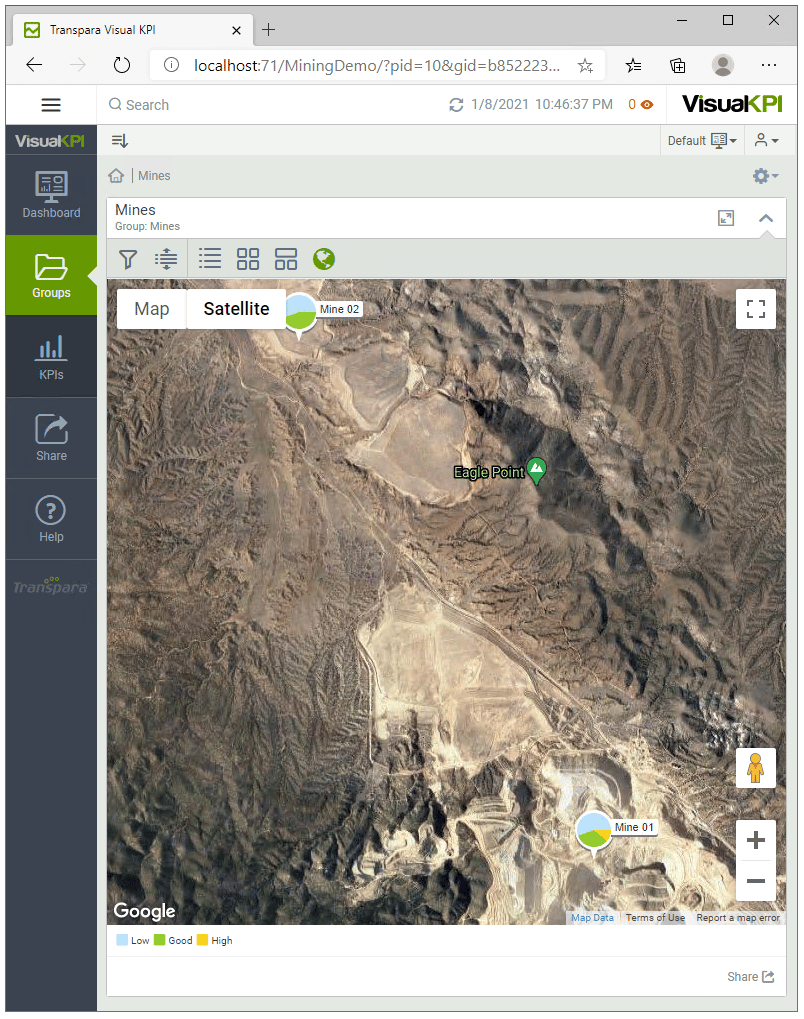 Transpara Visual KPI
localhost:71/MiningDemo/?pid=10&gid=b852223...
Search
1/8/2021 10:46:37 PM
0
VisualKPI
VisualKPI
Default
Mines
Dashboard
Mines
Group: Mines
Groups
Map
Satellite
Mine 02
KPIs
Share
Eagle Point
Help
Transpara
Mine 01
Google
Map Data
Terms of Use
Report a map error
Low
Good
High
Share